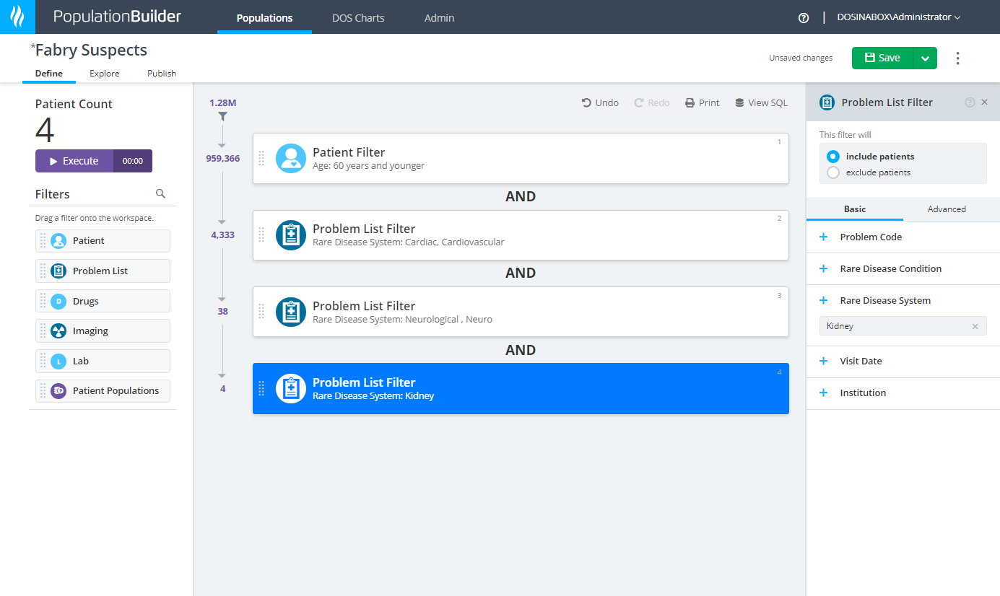 PopulationBuilder
Populations
DOS Charts
Admin
DOSINABOX\Administrator
*Fabry Suspects
Define
Explore
Publish
Unsaved changes
Save
Patient Count
4
Execute
00:00
Filters
Drag a filter onto the workspace.
Patient
Problem List
D
Drugs
Imaging
L
Lab
Patient Populations
1.28M
Undo
Redo
Print
View SQL
959,366
Patient Filter
Age: 60 years and younger
1
AND
4,333
Problem List Filter
Rare Disease System: Cardiac, Cardiovascular
2
AND
38
Problem List Filter
Rare Disease System: Neurological , Neuro
3
AND
4
Problem List Filter
Rare Disease System: Kidney
4
Problem List Filter
This filter will
include patients
exclude patients
Basic
Advanced
Problem Code
Rare Disease Condition
Rare Disease System
Kidney
Visit Date
Institution